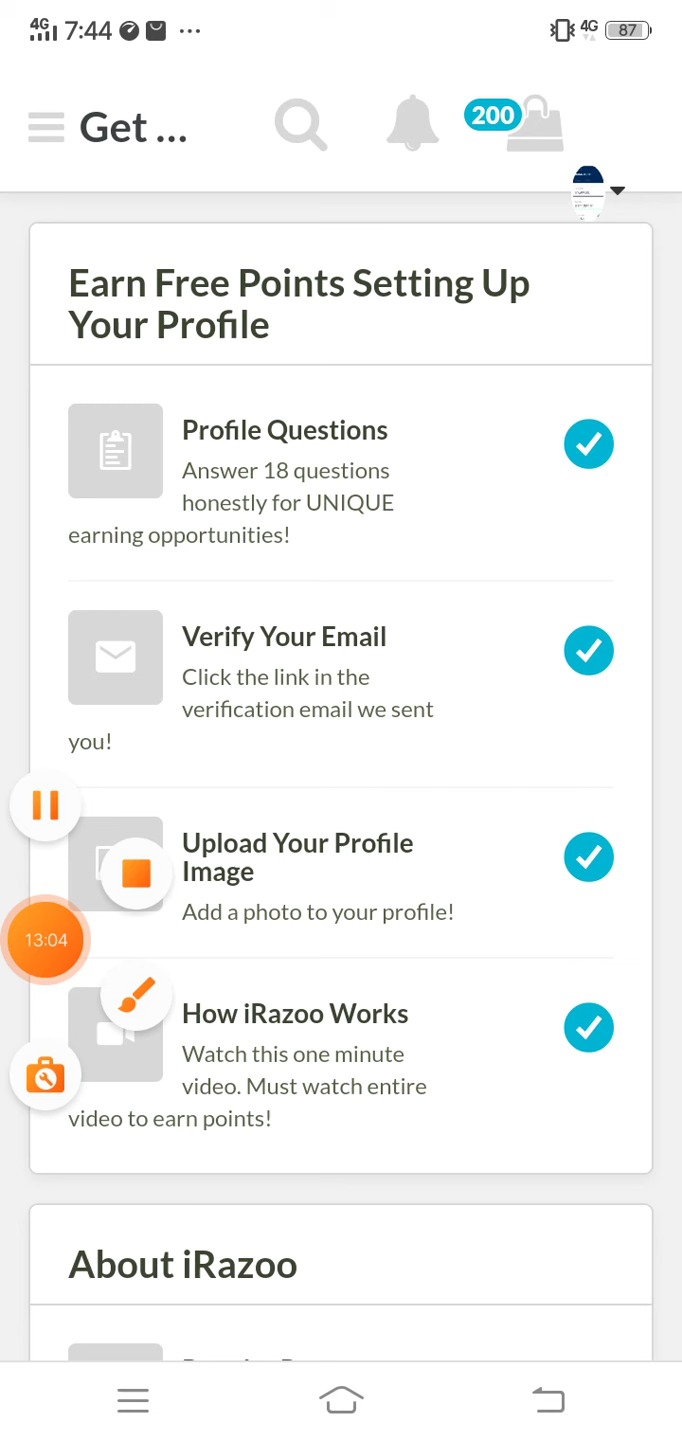 4G 7:44 ... 4G 87
Get ...
200
Earn Free Points Setting Up
Your Profile
Profile Questions
Answer 18 questions
honestly for UNIQUE
earning opportunities!
Verify Your Email
Click the link in the
verification email we sent
you!
Upload Your Profile
Image
Add a photo to your profile!
13:04
How iRazoo Works
Watch this one minute
video. Must watch entire
video to earn points!
About iRazoo